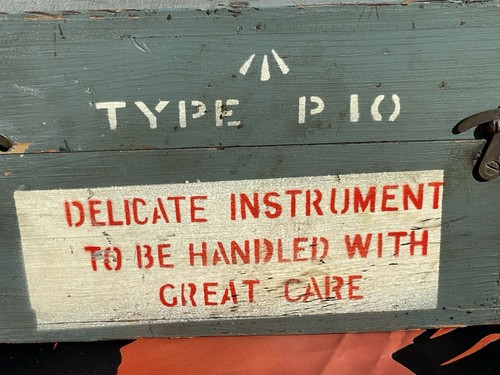 TYPE P10
DELICATE INSTRUMENT
TO BE HANDLED WITH
GREAT CARE